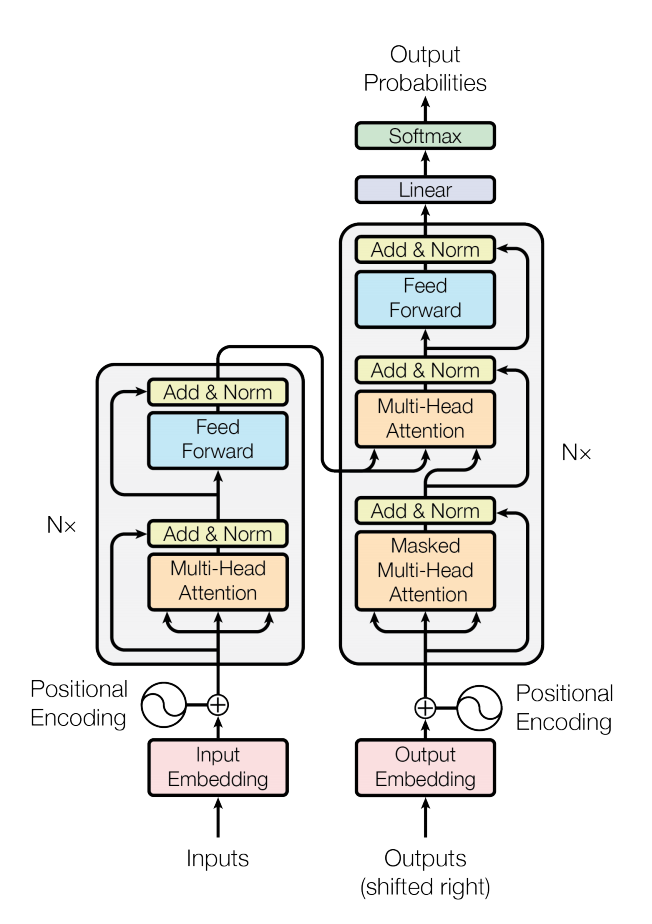 Output
Probabilities
Softmax
Linear
Add & Norm
Feed
Forward
Add & Norm
Multi-Head
Attention
Nx
Add & Norm
Masked
Multi-Head
Attention
Add & Norm
Feed
Forward
Nx
Add & Norm
Multi-Head
Attention
Positional
Encoding
Positional
Encoding
Input
Embedding
Output
Embedding
Inputs
Outputs
(shifted right)